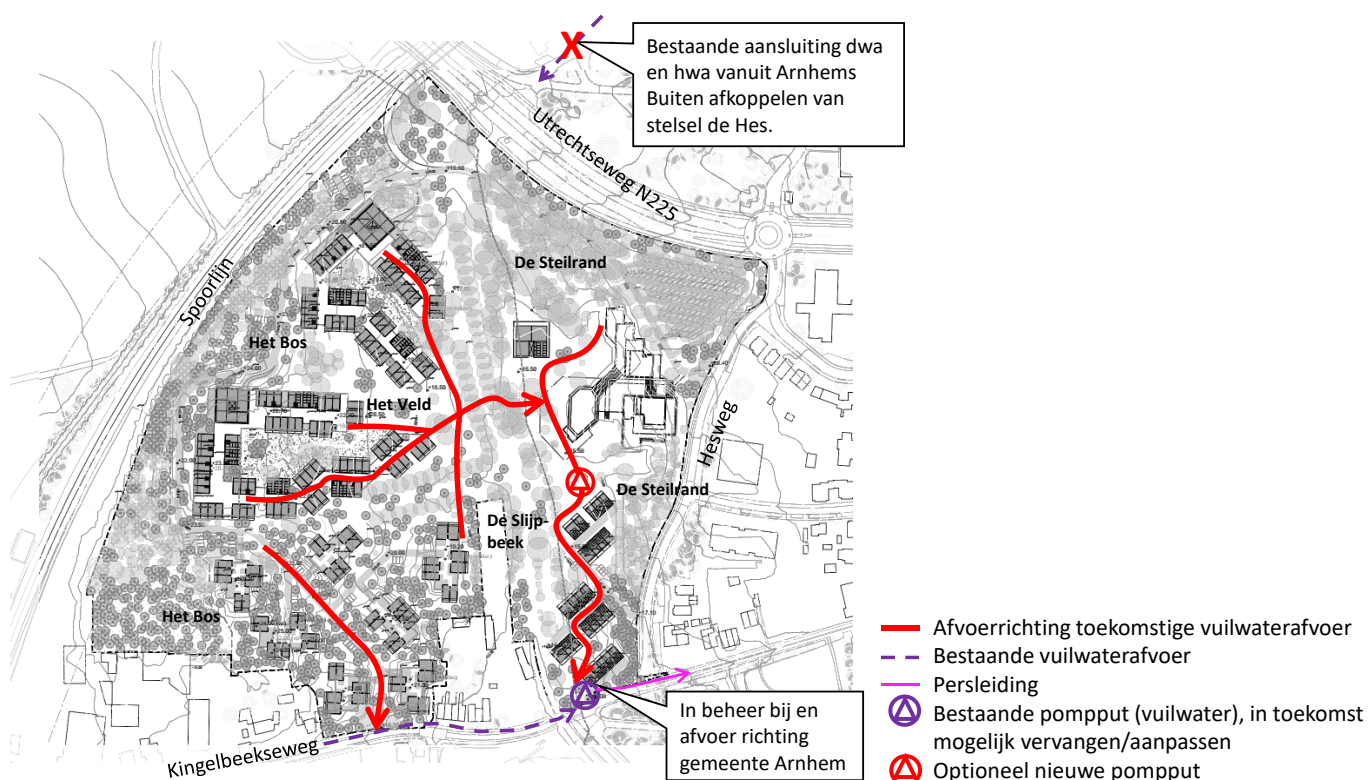 Bestaande aansluiting dwa
en hwa vanuit Arnhems
Buiten afkoppelen van
stelsel de Hes.
X
Utrechtseweg N225
Spoorlijn
De Steilrand
Het Bos
Het Veld
Hesweg
De Steilrand
De Slijp-
beek
Het Bos
Kingelbeekseweg
In beheer bij en
afvoer richting
gemeente Arnhem
Afvoerrichting toekomstige vuilwaterafvoer
Bestaande vuilwaterafvoer
Persleiding
Bestaande pompput (vuilwater), in toekomst
mogelijk vervangen/aanpassen
Optioneel nieuwe pompput